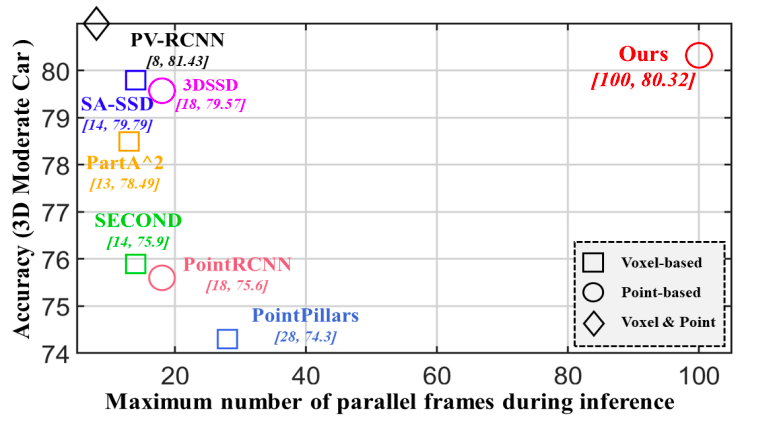 PV-RCNN
[8, 81.43]
Ours
[100, 80.32]
3DSSD
[18, 79.57]
SA-SSD
[14, 79.79]
PartA^2
[13, 78.49]
SECOND
[14, 75.9]
PointRCNN
[18, 75.6]
PointPillars
[28, 74.3]
Voxel-based
Point-based
Voxel & Point
Accuracy (3D Moderate Car )
80
79
78
77
76
75
74
20
40
60
80
100
Maximum number of parallel frames during inference